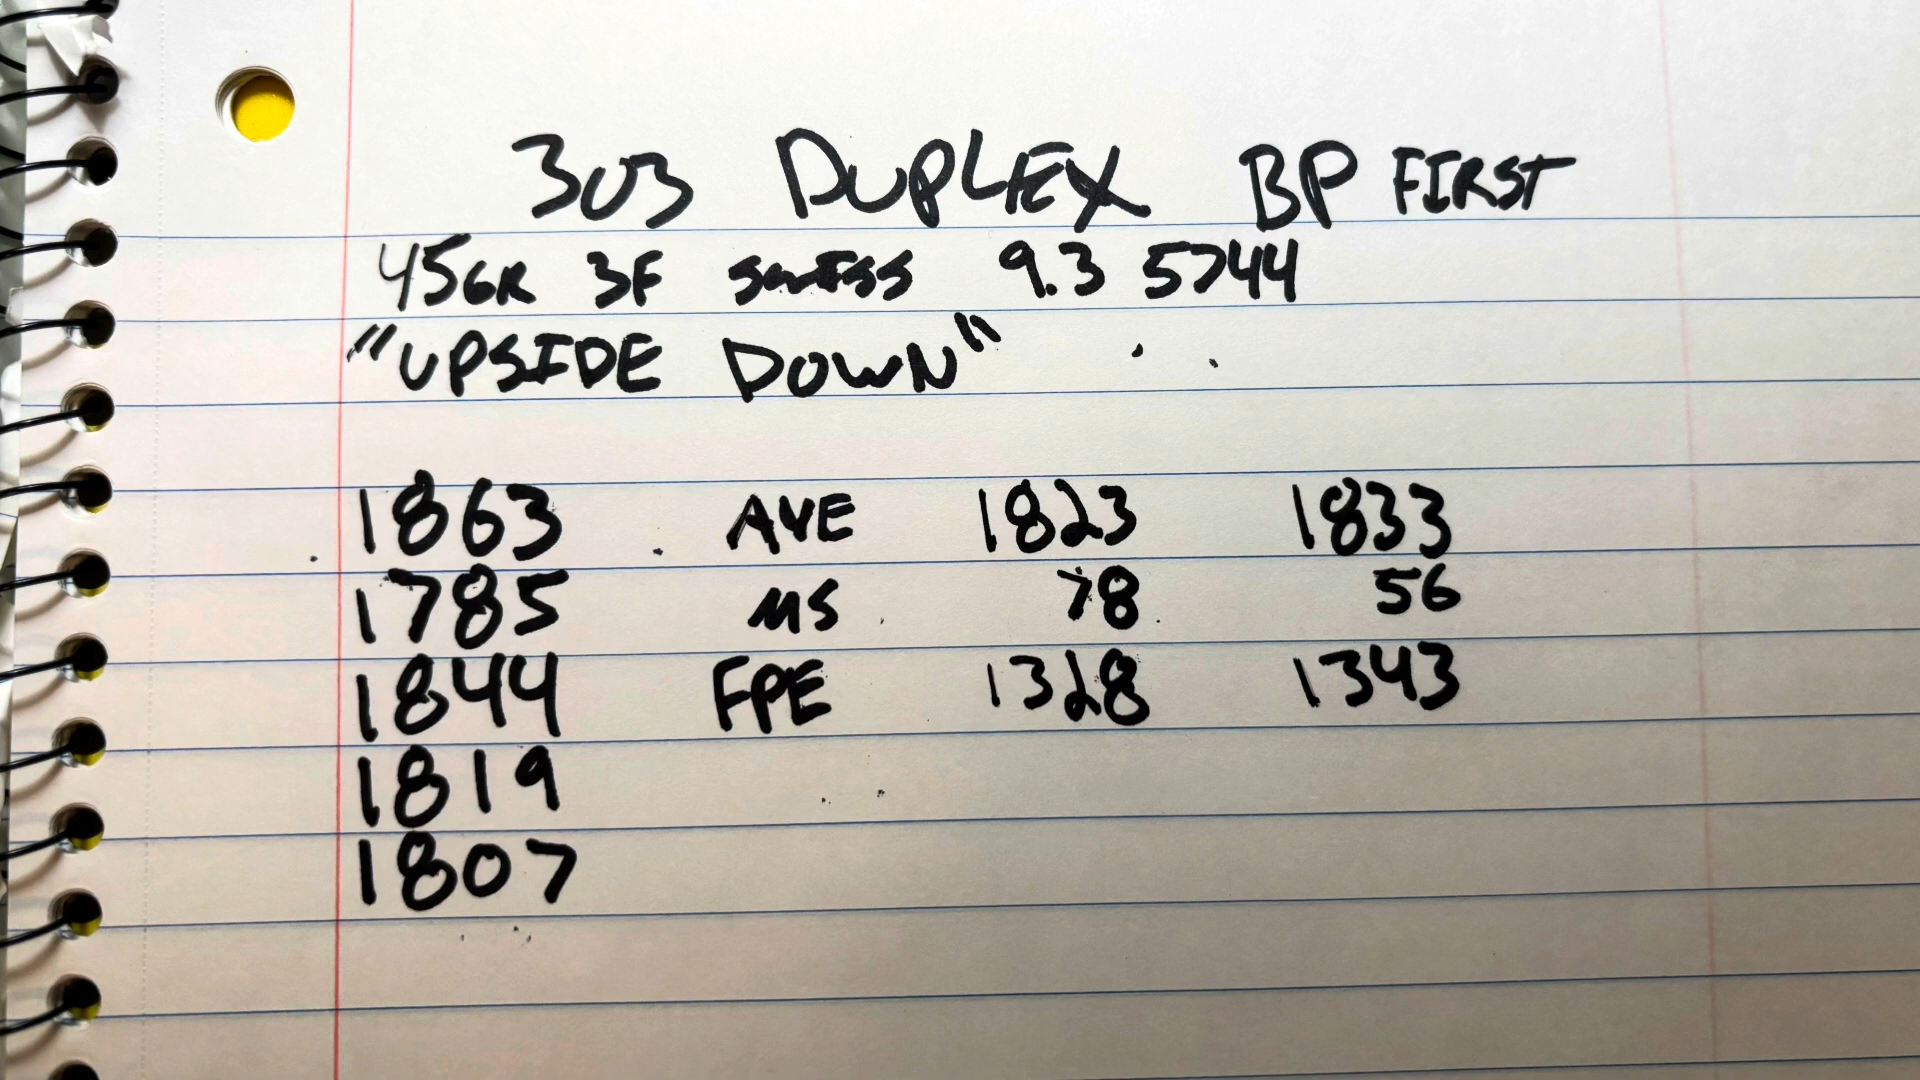 303 DUPLEX BP FIRST
45GR 3F SWISS 9.3 5744
"UPSIDE DOWN"
1863 AVE 1823 1833
1785 MS 78 56
1844 FPE 1328 1343
1819
1807